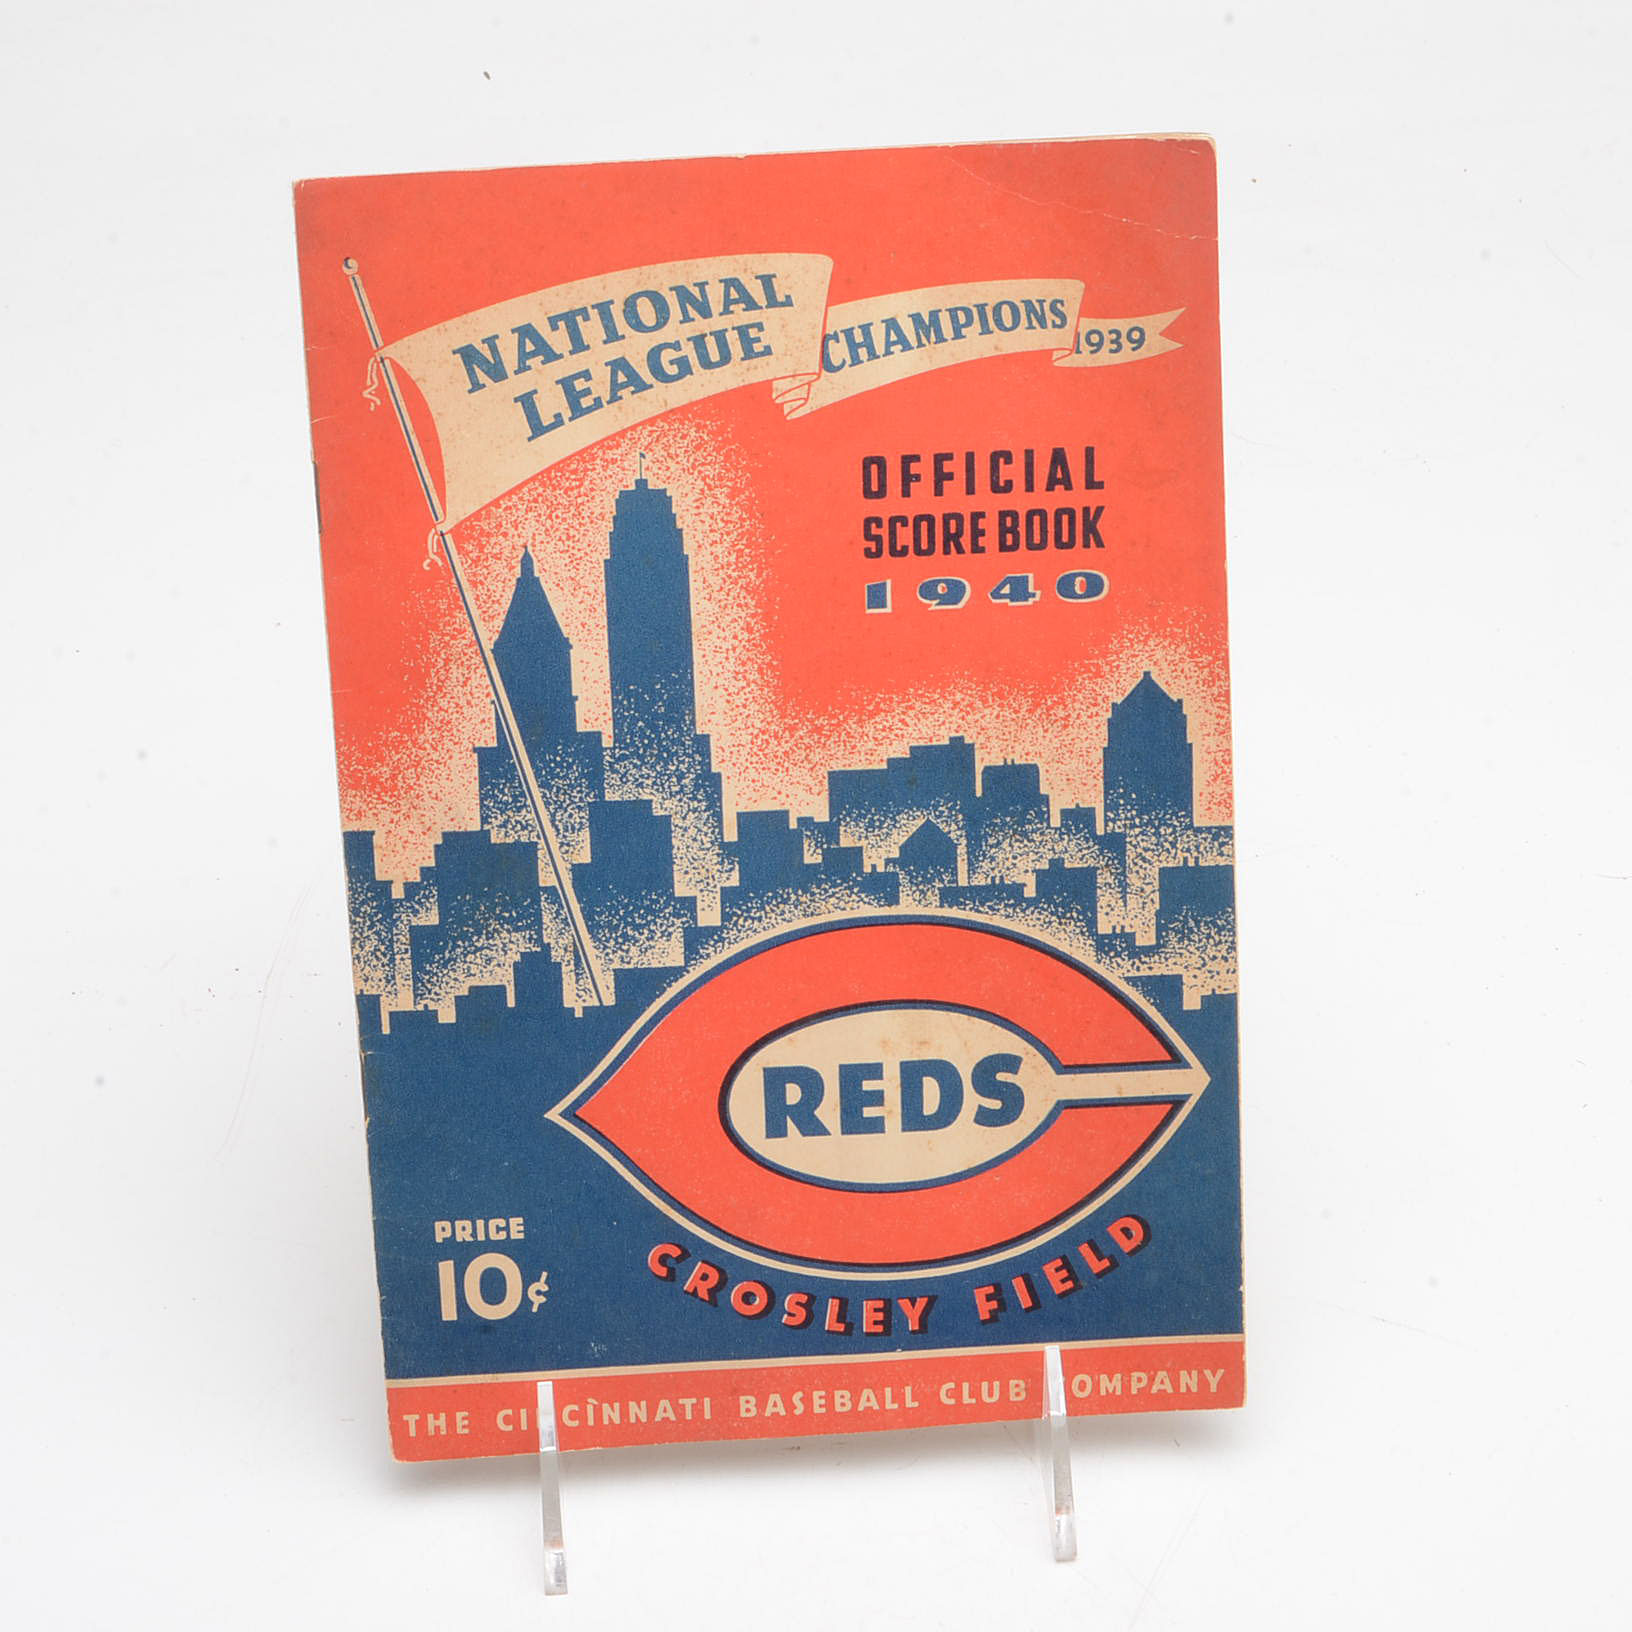 NATIONAL
LEAGUE
CHAMPIONS
1939
OFFICIAL
SCORE BOOK
1940
REDS
CROSLEY FIELD
PRICE
10¢
THE CINCINNATI BASEBALL CLUB COMPANY